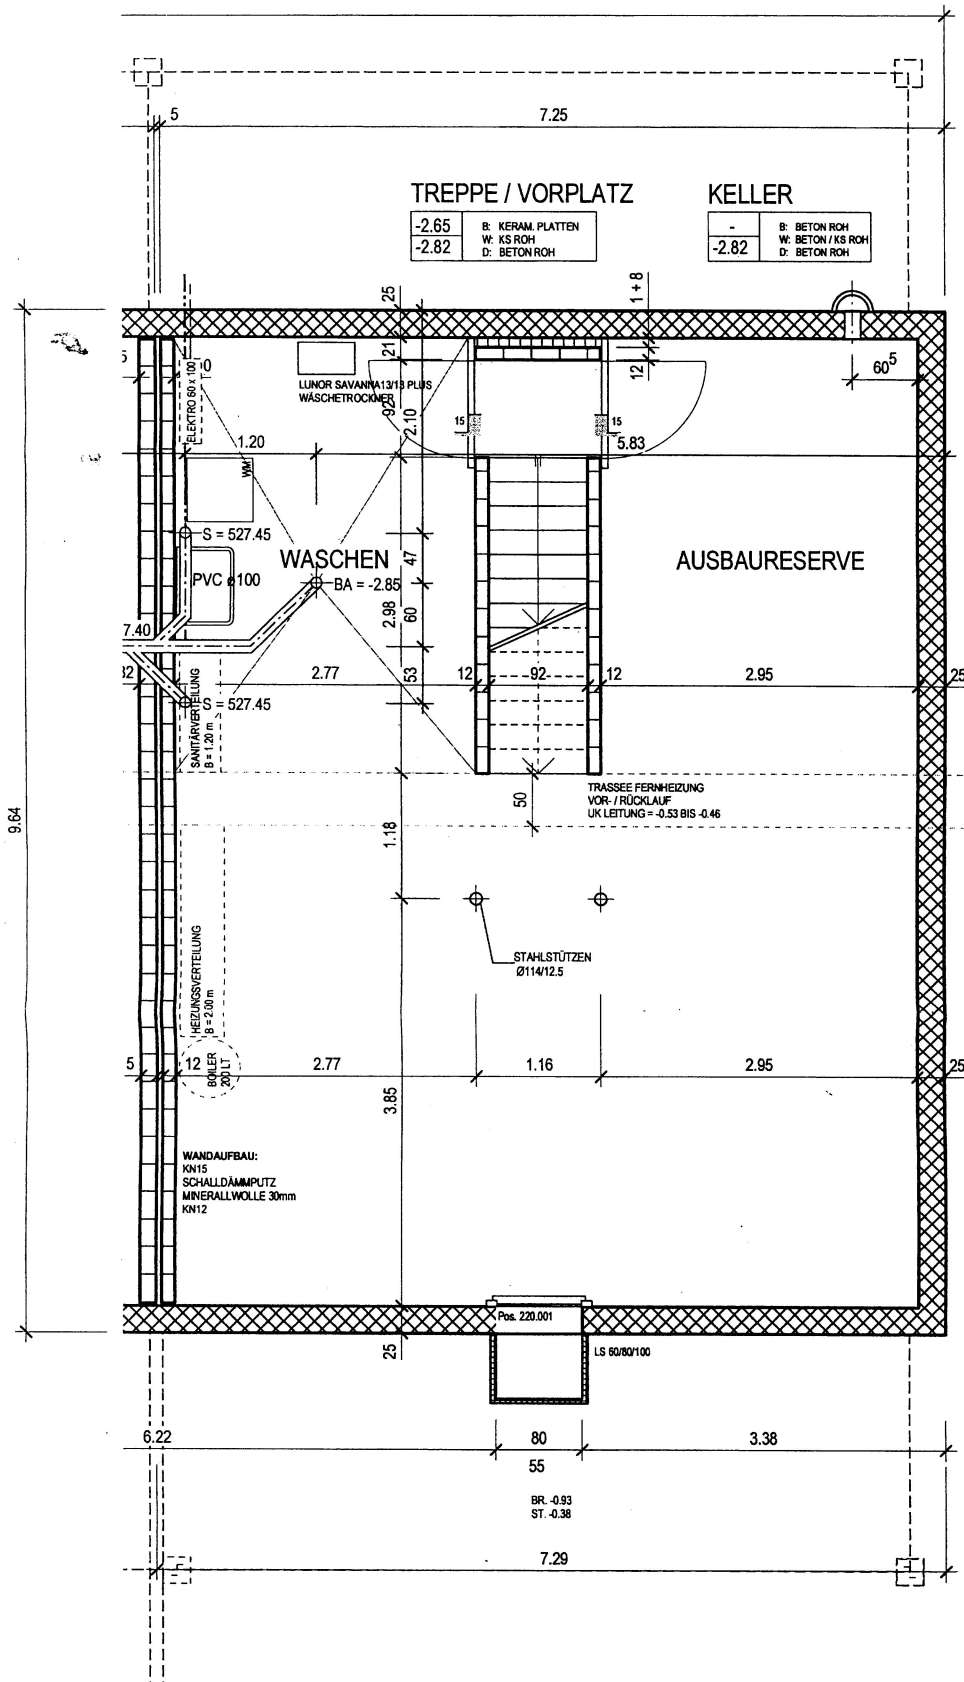 5
7.25
TREPPE / VORPLATZ
-2.65
-2.82
B: KERAM. PLATTEN
W: KS ROH
D: BETON ROH
KELLER
-
-2.82
B: BETON ROH
W: BETON / KS ROH
D: BETON ROH
25
1 + 8
21
12
60⁵
5
ELEKTRO 60 x 100
0
LUNOR SAVANNA13/18 PLUS
WÄSCHETROCKNER
92
2.10
15
15
1.20
5.83
WM
S = 527.45
WASCHEN
47
AUSBAURESERVE
PVC ø100
BA = -2.85
2.98
60
7.40
32
2.77
53
12
92
12
2.95
25
SANITÄRVERTEILUNG
B = 1.20 m
S = 527.45
9.64
50
TRASSEE FERNHEIZUNG
VOR- / RÜCKLAUF
UK LEITUNG = -0.53 BIS -0.46
1.18
HEIZUNGSVERTEILUNG
B = 2.00 m
STAHLSTÜTZEN
Ø114/12.5
5
12
BOILER
200 LT
2.77
1.16
2.95
25
3.85
WANDAUFBAU:
KN15
SCHALLDÄMMPUTZ
MINERALLWOLLE 30mm
KN12
Pos. 220.001
25
LS 60/80/100
6.22
80
3.38
55
BR. -0.93
ST. -0.38
7.29